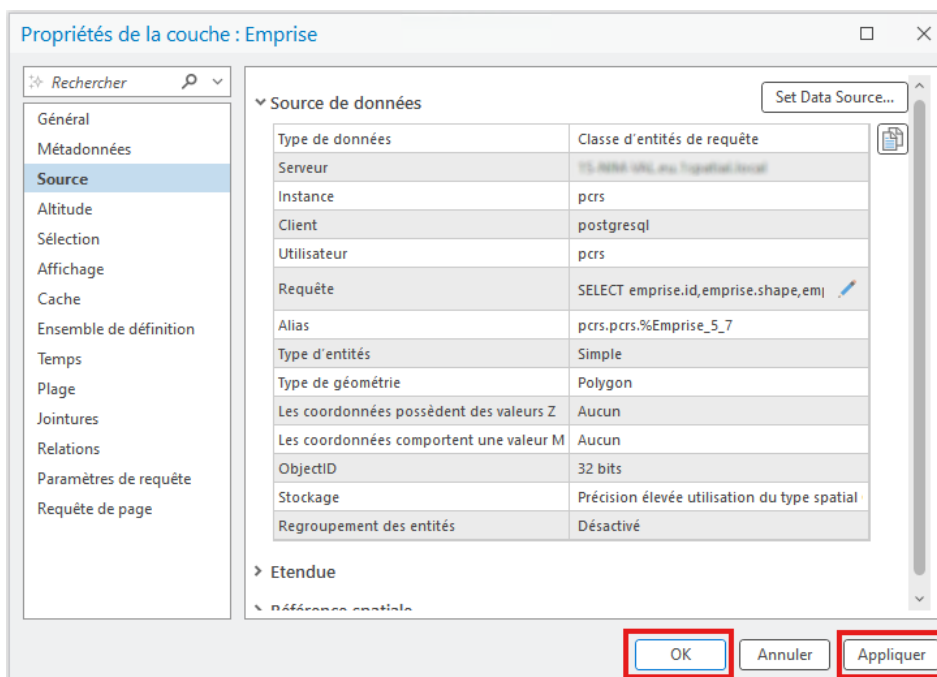 Propriétés de la couche : Emprise
Rechercher
Général
Métadonnées
Source
Altitude
Sélection
Affichage
Cache
Ensemble de définition
Temps
Plage
Jointures
Relations
Paramètres de requête
Requête de page
Source de données
Set Data Source...
Type de données Classe d'entités de requête
Serveur
Instance pcrs
Client postgresql
Utilisateur pcrs
Requête SELECT emprise.id,emprise.shape,em
Alias pcrs.pcrs.%Emprise_5_7
Type d'entités Simple
Type de géométrie Polygon
Les coordonnées possèdent des valeurs Z Aucun
Les coordonnées comportent une valeur M Aucun
ObjectID 32 bits
Stockage Précision élevée utilisation du type spatial
Regroupement des entités Désactivé
Etendue
Référence spatiale
OK Annuler Appliquer